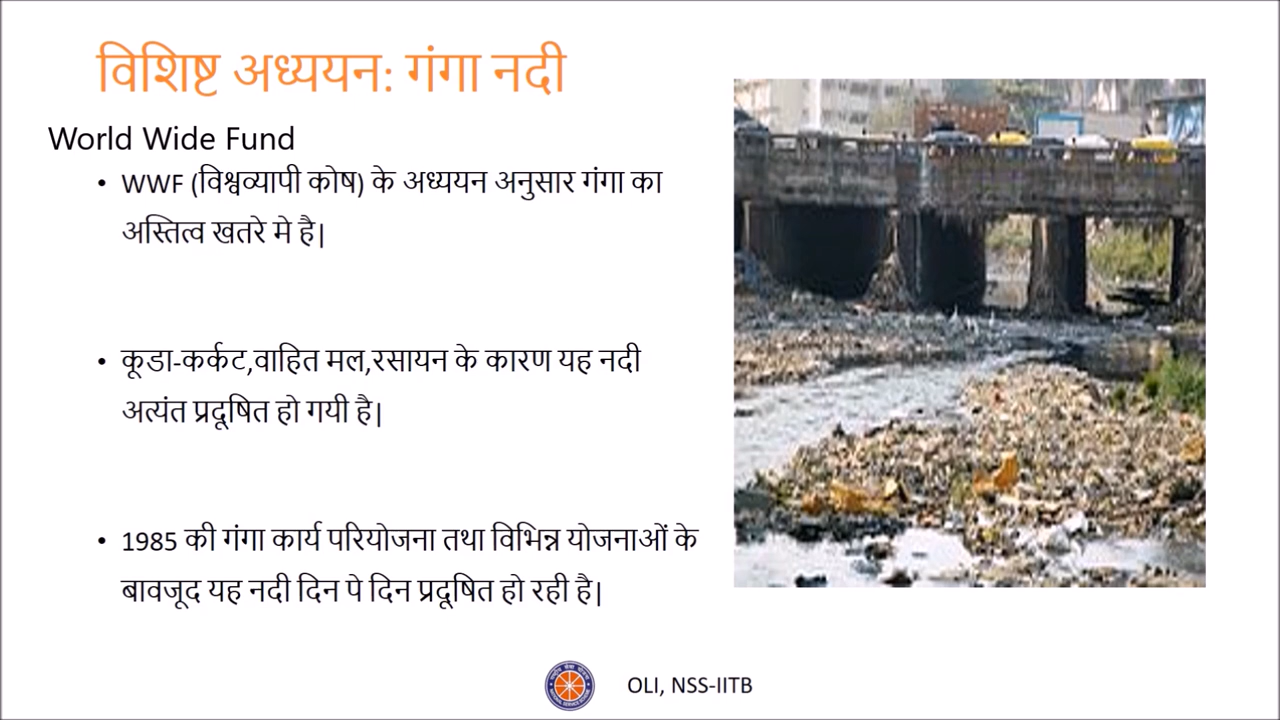 विशिष्ट अध्ययन: गंगा नदी
World Wide Fund
• WWF (विश्वव्यापी कोष) के अध्ययन अनुसार गंगा का
अस्तित्व खतरे मे है।
• कूडा-कर्कट,वाहित मल,रसायन के कारण यह नदी
अत्यंत प्रदूषित हो गयी है।
• 1985 की गंगा कार्य परियोजना तथा विभिन्न योजनाओं के
बावजूद यह नदी दिन पे दिन प्रदूषित हो रही है।
OLI, NSS-IITB